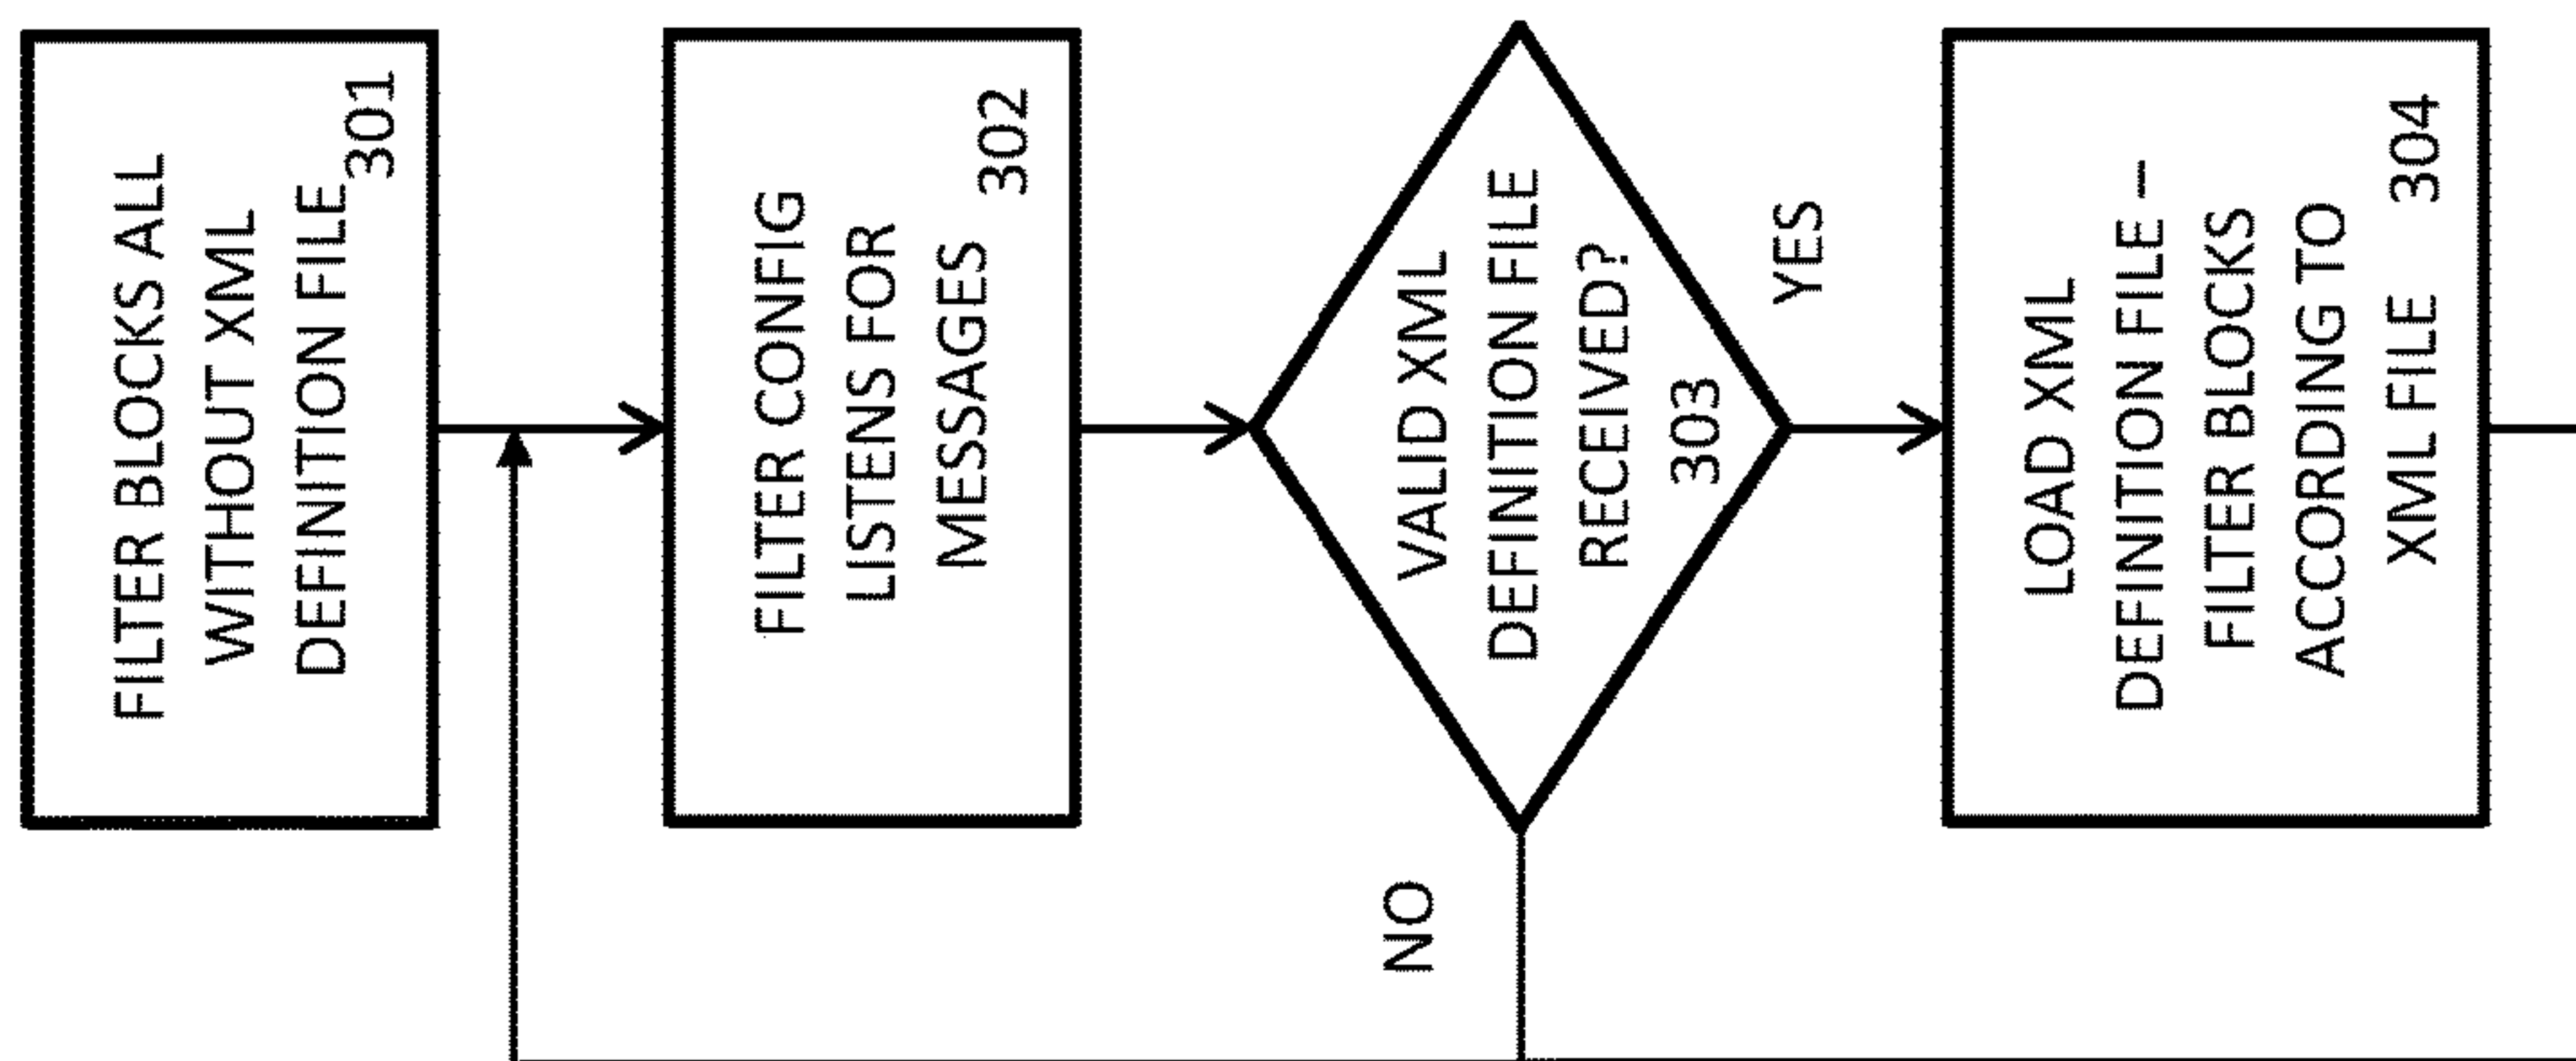 FILTER BLOCKS ALL
WITHOUT XML
DEFINITION FILE
301
FILTER CONFIG
LISTENS FOR
MESSAGES
302
VALID XML
DEFINITION FILE
RECEIVED?
303
NO
YES
LOAD XML
DEFINITION FILE –
FILTER BLOCKS
ACCORDING TO
XML FILE 304